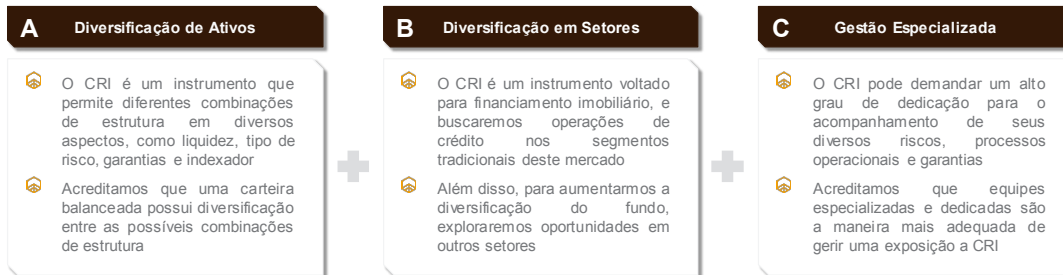 A Diversificação de Ativos
O CRI é um instrumento que
permite diferentes combinações
de estrutura em diversos
aspectos, como liquidez, tipo de
risco, garantias e indexador
Acreditamos que uma carteira
balanceada possui diversificação
entre as possíveis combinações
de estrutura
B Diversificação em Setores
O CRI é um instrumento voltado
para financiamento imobiliário, e
buscaremos operações de
crédito nos segmentos
tradicionais deste mercado
Além disso, para aumentarmos a
diversificação do fundo,
exploraremos oportunidades em
outros setores
C Gestão Especializada
O CRI pode demandar um alto
grau de dedicação para o
acompanhamento de seus
diversos riscos, processos
operacionais e garantias
Acreditamos que equipes
especializadas e dedicadas são
a maneira mais adequada de
gerir uma exposição a CRI